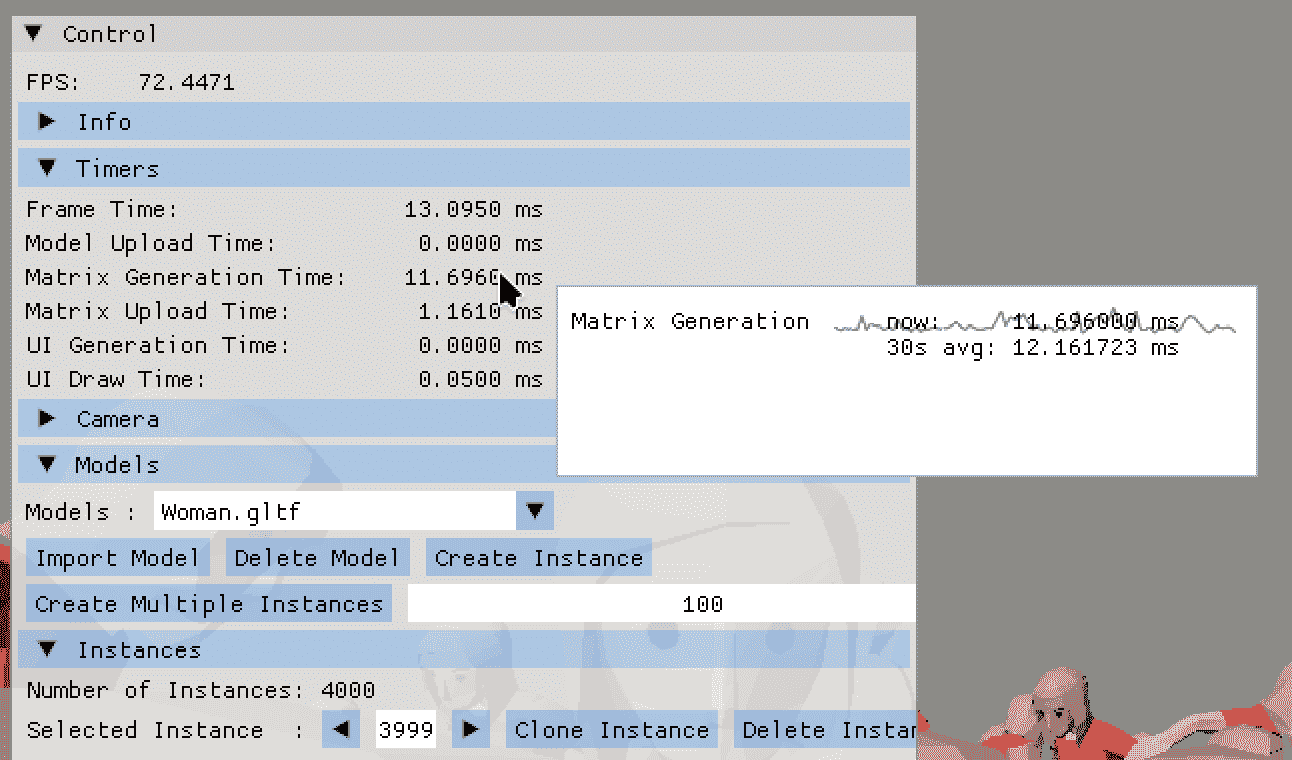 Control
FPS: 72.4471
Info
Timers
Frame Time: 13.0950 ms
Model Upload Time: 0.0000 ms
Matrix Generation Time: 11.6960 ms
Matrix Upload Time: 1.1610 ms
UI Generation Time: 0.0000 ms
UI Draw Time: 0.0500 ms
Matrix Generation now: 11.696000 ms
30s avg: 12.161723 ms
Camera
Models
Models : Woman.gltf
Import Model Delete Model Create Instance
Create Multiple Instances 100
Instances
Number of Instances: 4000
Selected Instance : 3999 Clone Instance Delete Instar